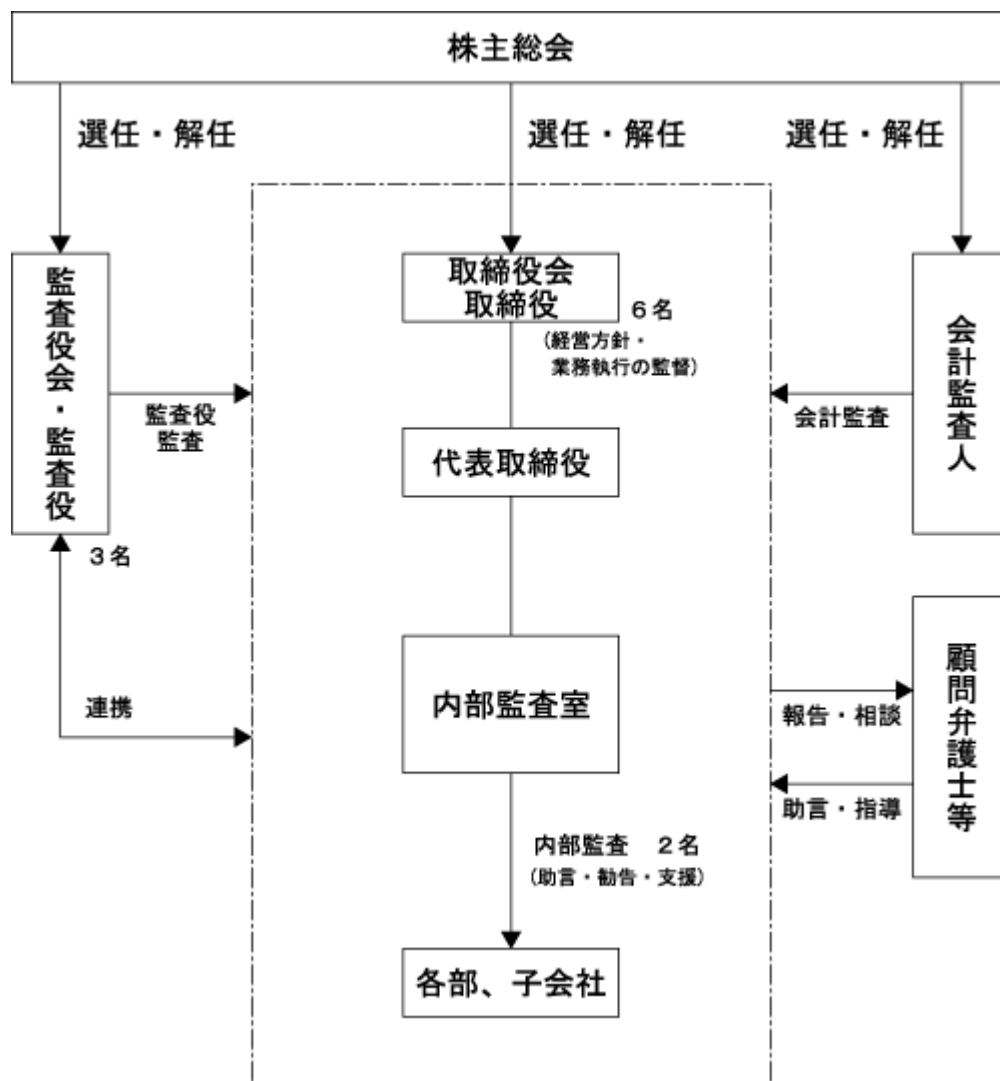 株主総会
選任・解任
選任・解任
選任・解任
監査役会・監査役
3名
監査役
監査
連携
取締役会
取締役
6名
(経営方針・
業務執行の監督)
代表取締役
内部監査室
内部監査 2名
(助言・勧告・支援)
各部、子会社
会計監査人
会計監査
顧問弁護士等
報告・相談
助言・指導